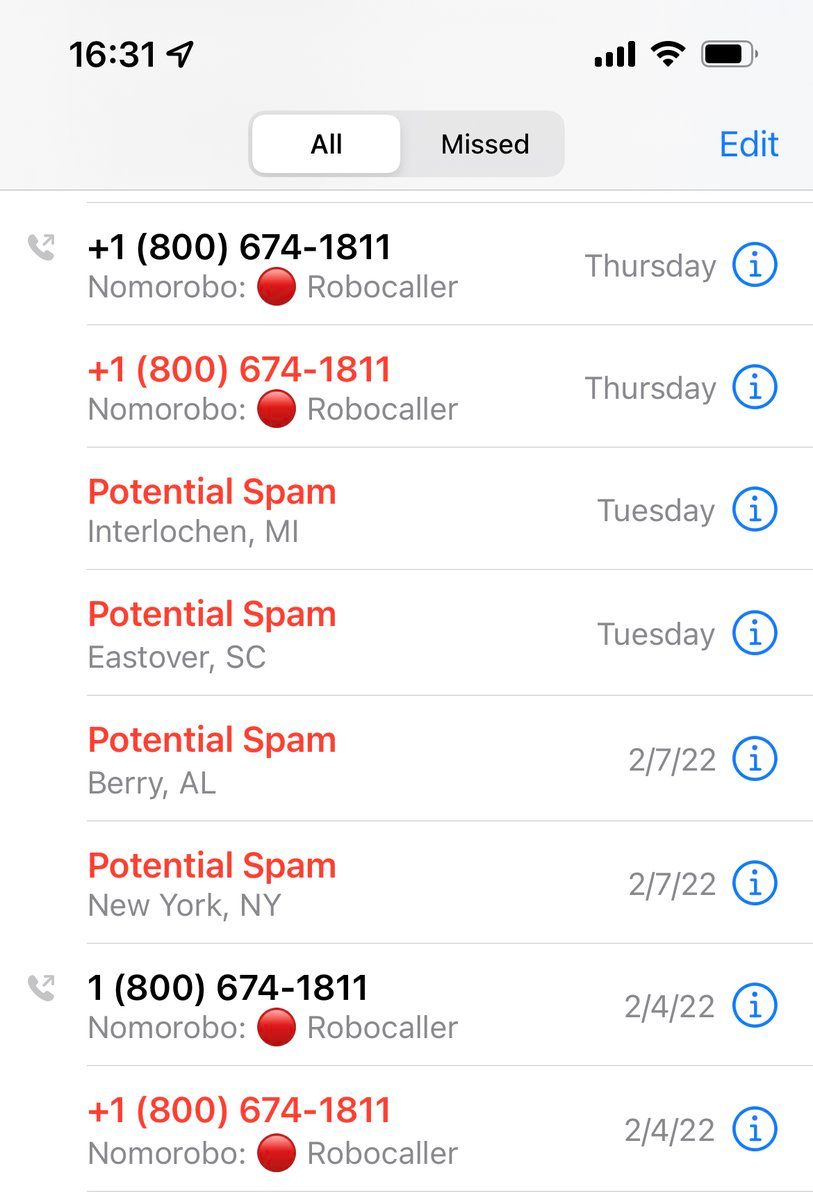 16:31
All Missed Edit
+1 (800) 674-1811
Nomorobo: 🔴 Robocaller
Thursday
+1 (800) 674-1811
Nomorobo: 🔴 Robocaller
Thursday
Potential Spam
Interlochen, MI
Tuesday
Potential Spam
Eastover, SC
Tuesday
Potential Spam
Berry, AL
2/7/22
Potential Spam
New York, NY
2/7/22
1 (800) 674-1811
Nomorobo: 🔴 Robocaller
2/4/22
+1 (800) 674-1811
Nomorobo: 🔴 Robocaller
2/4/22